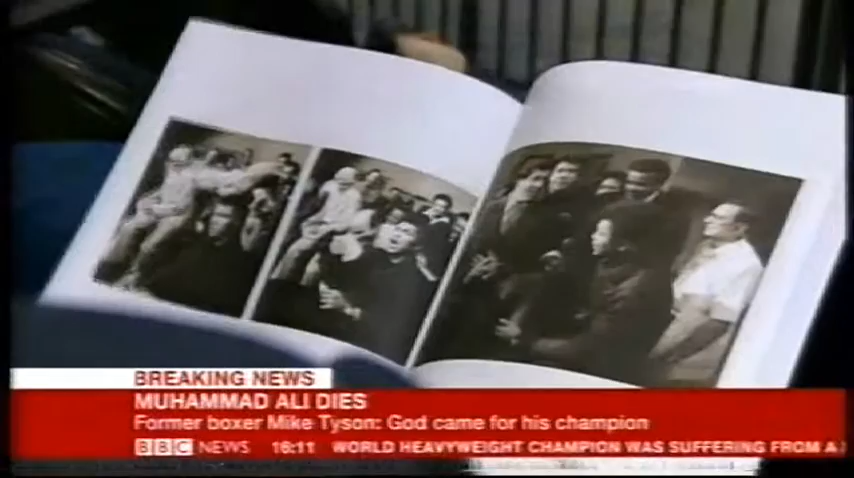 BREAKING NEWS
MUHAMMAD ALI DIES
Former boxer Mike Tyson: God came for his champion
BBC NEWS 16:11 WORLD HEAVYWEIGHT CHAMPION WAS SUFFERING FROM A